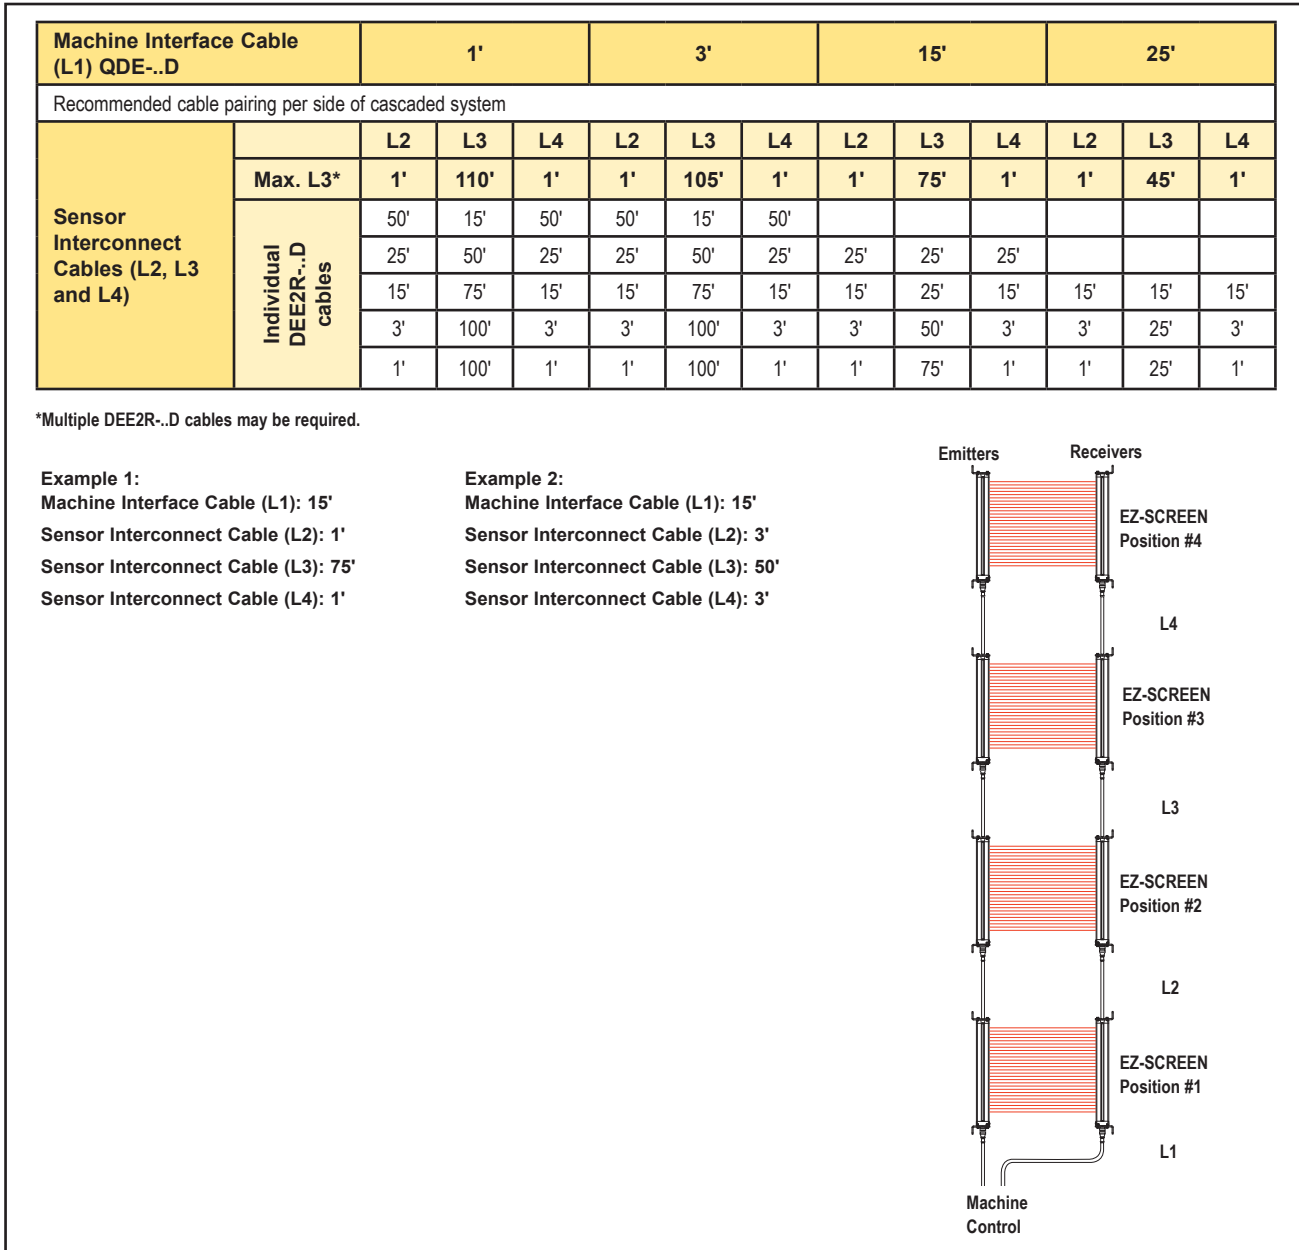 Machine Interface Cable
(L1) QDE-..D
1' 3' 15' 25'
Recommended cable pairing per side of cascaded system
Sensor
Interconnect
Cables (L2, L3
and L4)
L2 L3 L4 L2 L3 L4 L2 L3 L4 L2 L3 L4
Max. L3* 1' 110' 1' 1' 105' 1' 1' 75' 1' 1' 45' 1'
Individual
DEE2R-..D
cables
50' 15' 50' 50' 15' 50'
25' 50' 25' 25' 50' 25' 25' 25' 25'
15' 75' 15' 15' 75' 15' 15' 25' 15' 15' 15' 15'
3' 100' 3' 3' 100' 3' 3' 50' 3' 3' 25' 3'
1' 100' 1' 1' 100' 1' 1' 75' 1' 1' 25' 1'
*Multiple DEE2R-..D cables may be required.
Example 1:
Machine Interface Cable (L1): 15'
Sensor Interconnect Cable (L2): 1'
Sensor Interconnect Cable (L3): 75'
Sensor Interconnect Cable (L4): 1'
Example 2:
Machine Interface Cable (L1): 15'
Sensor Interconnect Cable (L2): 3'
Sensor Interconnect Cable (L3): 50'
Sensor Interconnect Cable (L4): 3'
Emitters Receivers
EZ-SCREEN
Position #4
L4
EZ-SCREEN
Position #3
L3
EZ-SCREEN
Position #2
L2
EZ-SCREEN
Position #1
L1
Machine
Control